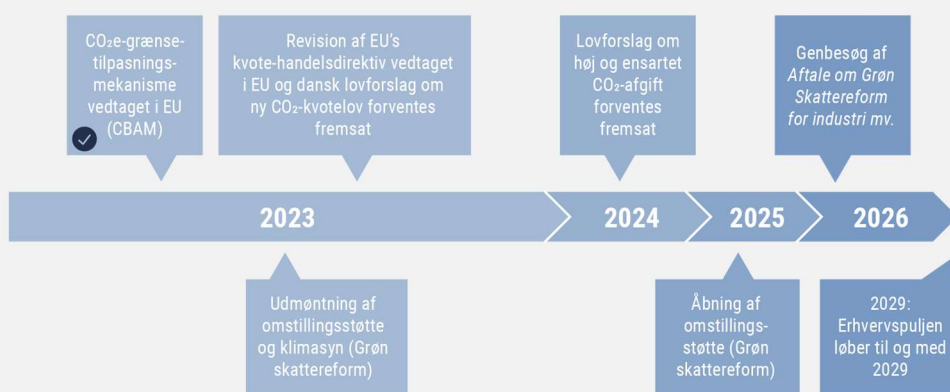 CO₂e-grænse-
tilpasnings-
mekanisme
vedtaget i EU
(CBAM)
Revision af EU's
kvote-handelsdirektiv vedtaget
i EU og dansk lovforslag om
ny CO₂-kvotelov forventes
fremsat
Lovforslag om
høj og ensartet
CO₂-afgift
forventes
fremsat
Genbesøg af
Aftale om Grøn
Skattereform
for industri mv.
2023
2024
2025
2026
Udmøntning af
omstillingsstøtte
og klimasyn (Grøn
skattereform)
Åbning af
omstillings-
støtte (Grøn
skattereform)
2029:
Erhvervspuljen
løber til og med
2029